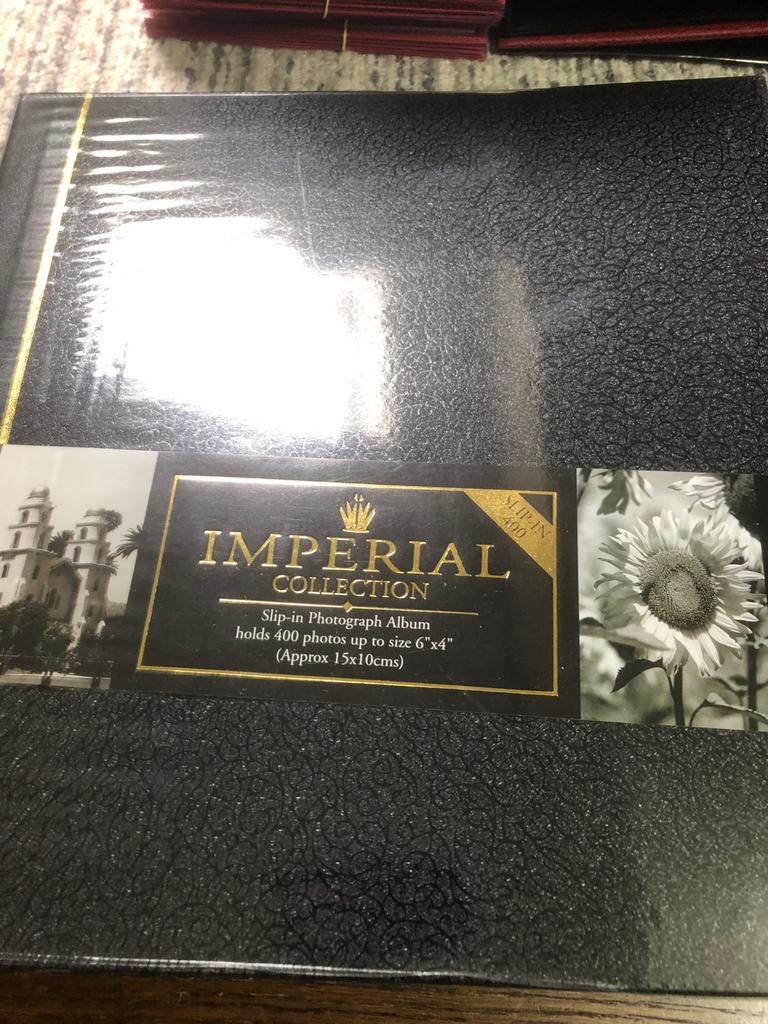 SLIP-IN
400
IMPERIAL
COLLECTION
Slip-in Photograph Album
holds 400 photos up to size 6"x4"
(Approx 15x10cms)